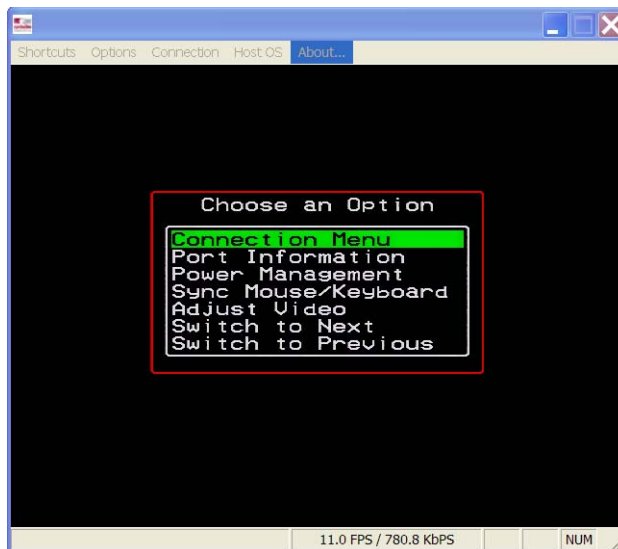 Shortcuts Options Connection Host OS About...
Choose an Option
Connection Menu
Port Information
Power Management
Sync Mouse/Keyboard
Adjust Video
Switch to Next
Switch to Previous
11.0 FPS / 780.8 KbPS NUM